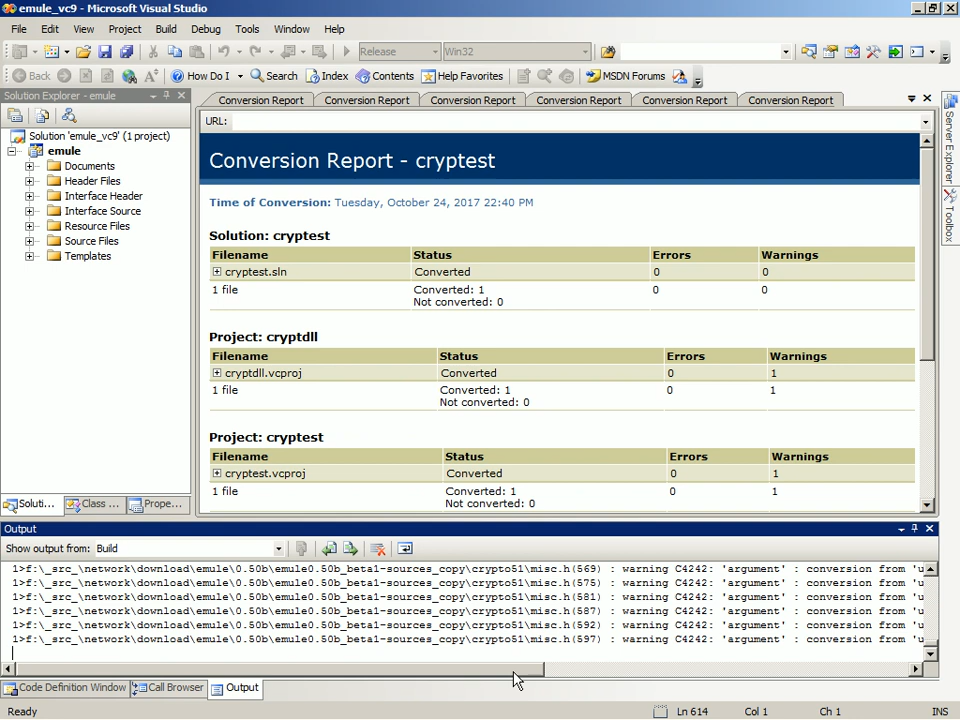 emule_vc9 - Microsoft Visual Studio
File Edit View Project Build Debug Tools Window Help
Release Win32
Back How Do I Search Index Contents Help Favorites MSDN Forums
Solution Explorer - emule
Conversion Report Conversion Report Conversion Report Conversion Report Conversion Report Conversion Report
URL:
Solution 'emule_vc9' (1 project)
emule
Documents
Header Files
Interface Header
Interface Source
Resource Files
Source Files
Templates
Soluti... Class ... Prope...
Conversion Report - cryptest
Time of Conversion: Tuesday, October 24, 2017 22:40 PM
Solution: cryptest
Filename Status Errors Warnings
cryptest.sln Converted 0 0
1 file Converted: 1 0 0
Not converted: 0
Project: cryptdll
Filename Status Errors Warnings
cryptdll.vcproj Converted 0 1
1 file Converted: 1 0 1
Not converted: 0
Project: cryptest
Filename Status Errors Warnings
cryptest.vcproj Converted 0 1
1 file Converted: 1 0 1
Not converted: 0
Server Explorer
Toolbox
Output
Show output from: Build
1>f:\_src_\network\download\emule\0.50b\emule0.50b_beta1-sources_copy\crypto51\misc.h(569) : warning C4242: 'argument' : conversion from 'u
1>f:\_src_\network\download\emule\0.50b\emule0.50b_beta1-sources_copy\crypto51\misc.h(575) : warning C4242: 'argument' : conversion from 'u
1>f:\_src_\network\download\emule\0.50b\emule0.50b_beta1-sources_copy\crypto51\misc.h(581) : warning C4242: 'argument' : conversion from 'u
1>f:\_src_\network\download\emule\0.50b\emule0.50b_beta1-sources_copy\crypto51\misc.h(587) : warning C4242: 'argument' : conversion from 'u
1>f:\_src_\network\download\emule\0.50b\emule0.50b_beta1-sources_copy\crypto51\misc.h(592) : warning C4242: 'argument' : conversion from 'u
1>f:\_src_\network\download\emule\0.50b\emule0.50b_beta1-sources_copy\crypto51\misc.h(597) : warning C4242: 'argument' : conversion from 'u
Code Definition Window Call Browser Output
Ready Ln 614 Col 1 Ch 1 INS